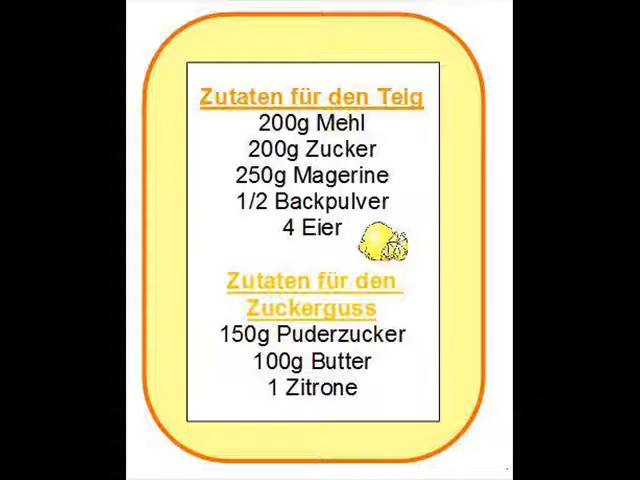 Zutaten für den Teig
200g Mehl
200g Zucker
250g Magerine
1/2 Backpulver
4 Eier
Zutaten für den
Zuckerguss
150g Puderzucker
100g Butter
1 Zitrone